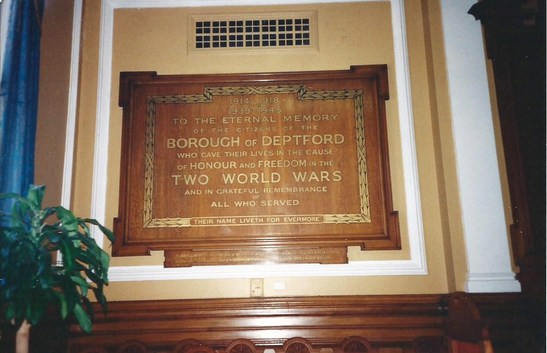 1914 - 1918
1939 - 1945
TO THE ETERNAL MEMORY
OF THE CITIZENS OF THE
BOROUGH OF DEPTFORD
WHO GAVE THEIR LIVES IN THE CAUSE
OF HONOUR AND FREEDOM IN THE
TWO WORLD WARS
AND IN GRATEFUL REMEMBRANCE
OF
ALL WHO SERVED
THEIR NAME LIVETH FOR EVERMORE